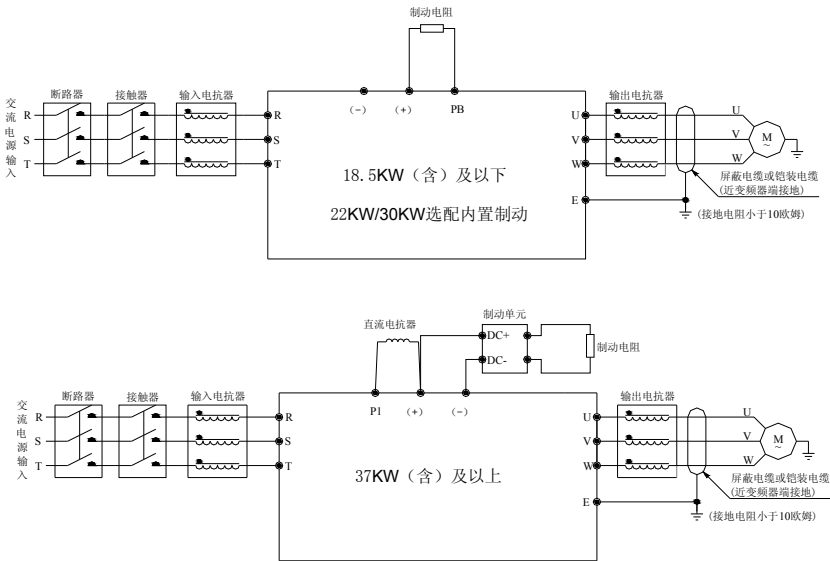 制动电阻
断路器
接触器
输入电抗器
输出电抗器
交流电源输入
R
S
T
R
S
T
(-)
(+)
PB
U
V
W
E
U
V
W
M
~
18.5KW（含）及以下
22KW/30KW选配内置制动
屏蔽电缆或铠装电缆
(近变频器端接地)
(接地电阻小于10欧姆)
制动单元
直流电抗器
DC+
DC-
制动电阻
断路器
接触器
输入电抗器
输出电抗器
交流电源输入
R
S
T
R
S
T
P1
(+)
(-)
U
V
W
E
U
V
W
M
~
37KW（含）及以上
屏蔽电缆或铠装电缆
(近变频器端接地)
(接地电阻小于10欧姆)